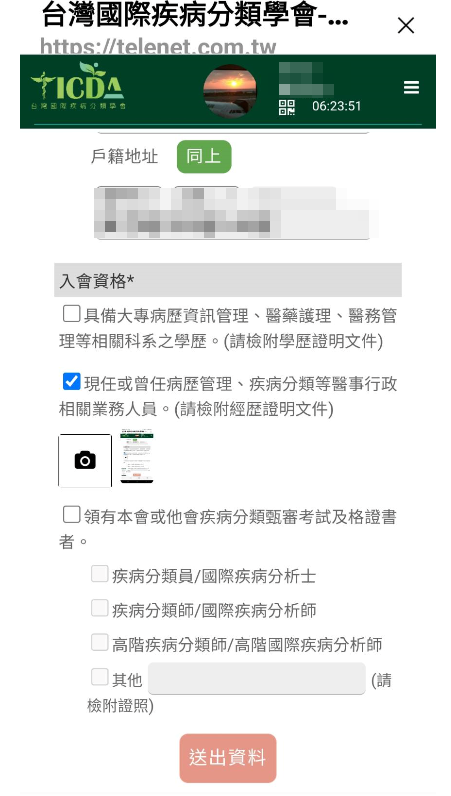 台灣國際疾病分類學會-...
https://telenet.com.tw
TICDA
台灣國際疾病分類學會
06:23:51
戶籍地址 同上
入會資格*
具備大專病歷資訊管理、醫藥護理、醫務管
理等相關科系之學歷。(請檢附學歷證明文件)
現任或曾任病歷管理、疾病分類等醫事行政
相關業務人員。(請檢附經歷證明文件)
領有本會或他會疾病分類甄審考試及格證書
者。
疾病分類員/國際疾病分析士
疾病分類師/國際疾病分析師
高階疾病分類師/高階國際疾病分析師
其他 (請
檢附證照)
送出資料